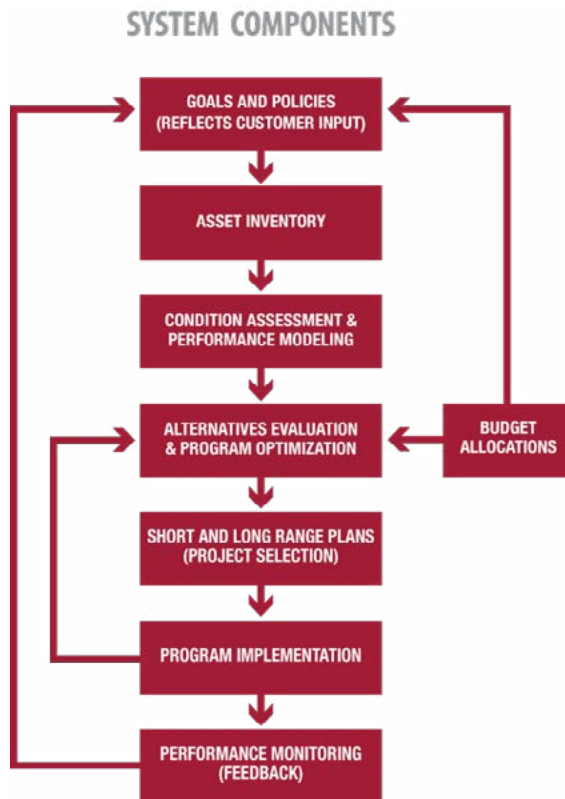 SYSTEM COMPONENTS
GOALS AND POLICIES
(REFLECTS CUSTOMER INPUT)
ASSET INVENTORY
CONDITION ASSESSMENT &
PERFORMANCE MODELING
ALTERNATIVES EVALUATION
& PROGRAM OPTIMIZATION
BUDGET
ALLOCATIONS
SHORT AND LONG RANGE PLANS
(PROJECT SELECTION)
PROGRAM IMPLEMENTATION
PERFORMANCE MONITORING
(FEEDBACK)